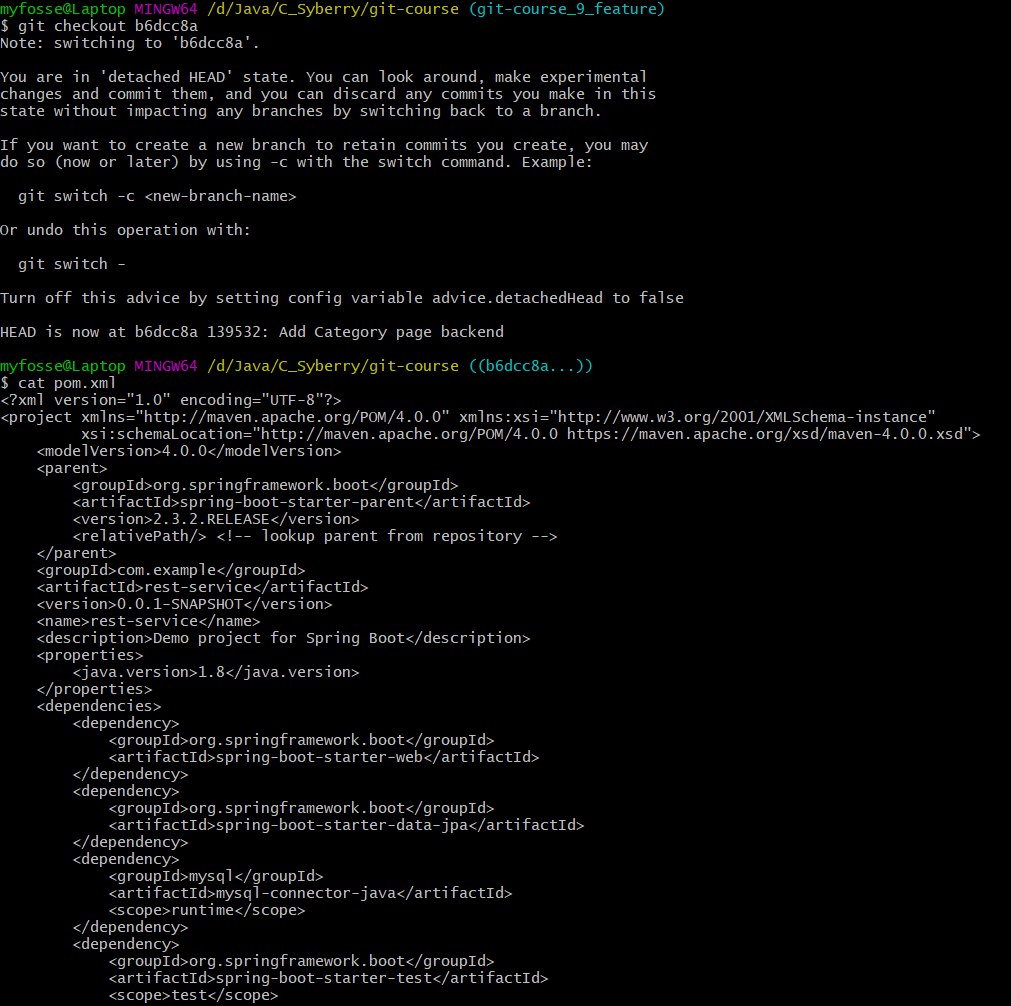 myfosse@Laptop MINGW64 /d/Java/C_Syberry/git-course (git-course_9_feature)
$ git checkout b6dcc8a
Note: switching to 'b6dcc8a'.

You are in 'detached HEAD' state. You can look around, make experimental
changes and commit them, and you can discard any commits you make in this
state without impacting any branches by switching back to a branch.

If you want to create a new branch to retain commits you create, you may
do so (now or later) by using -c with the switch command. Example:

  git switch -c <new-branch-name>

Or undo this operation with:

  git switch -

Turn off this advice by setting config variable advice.detachedHead to false

HEAD is now at b6dcc8a 139532: Add Category page backend

myfosse@Laptop MINGW64 /d/Java/C_Syberry/git-course ((b6dcc8a...))
$ cat pom.xml
<?xml version="1.0" encoding="UTF-8"?>
<project xmlns="http://maven.apache.org/POM/4.0.0" xmlns:xsi="http://www.w3.org/2001/XMLSchema-instance"
         xsi:schemaLocation="http://maven.apache.org/POM/4.0.0 https://maven.apache.org/xsd/maven-4.0.0.xsd">
    <modelVersion>4.0.0</modelVersion>
    <parent>
        <groupId>org.springframework.boot</groupId>
        <artifactId>spring-boot-starter-parent</artifactId>
        <version>2.3.2.RELEASE</version>
        <relativePath/> <!-- lookup parent from repository -->
    </parent>
    <groupId>com.example</groupId>
    <artifactId>rest-service</artifactId>
    <version>0.0.1-SNAPSHOT</version>
    <name>rest-service</name>
    <description>Demo project for Spring Boot</description>
    <properties>
        <java.version>1.8</java.version>
    </properties>
    <dependencies>
        <dependency>
            <groupId>org.springframework.boot</groupId>
            <artifactId>spring-boot-starter-web</artifactId>
        </dependency>
        <dependency>
            <groupId>org.springframework.boot</groupId>
            <artifactId>spring-boot-starter-data-jpa</artifactId>
        </dependency>
        <dependency>
            <groupId>mysql</groupId>
            <artifactId>mysql-connector-java</artifactId>
            <scope>runtime</scope>
        </dependency>
        <dependency>
            <groupId>org.springframework.boot</groupId>
            <artifactId>spring-boot-starter-test</artifactId>
            <scope>test</scope>